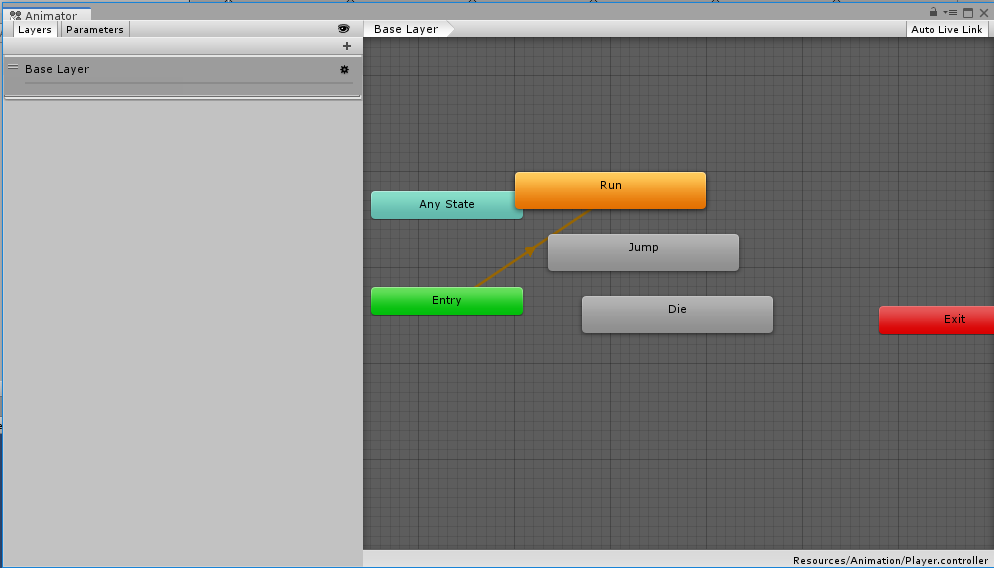 Animator
Layers
Parameters
Base Layer
Auto Live Link
Base Layer
Run
Any State
Jump
Entry
Die
Exit
Resources/Animation/Player.controller